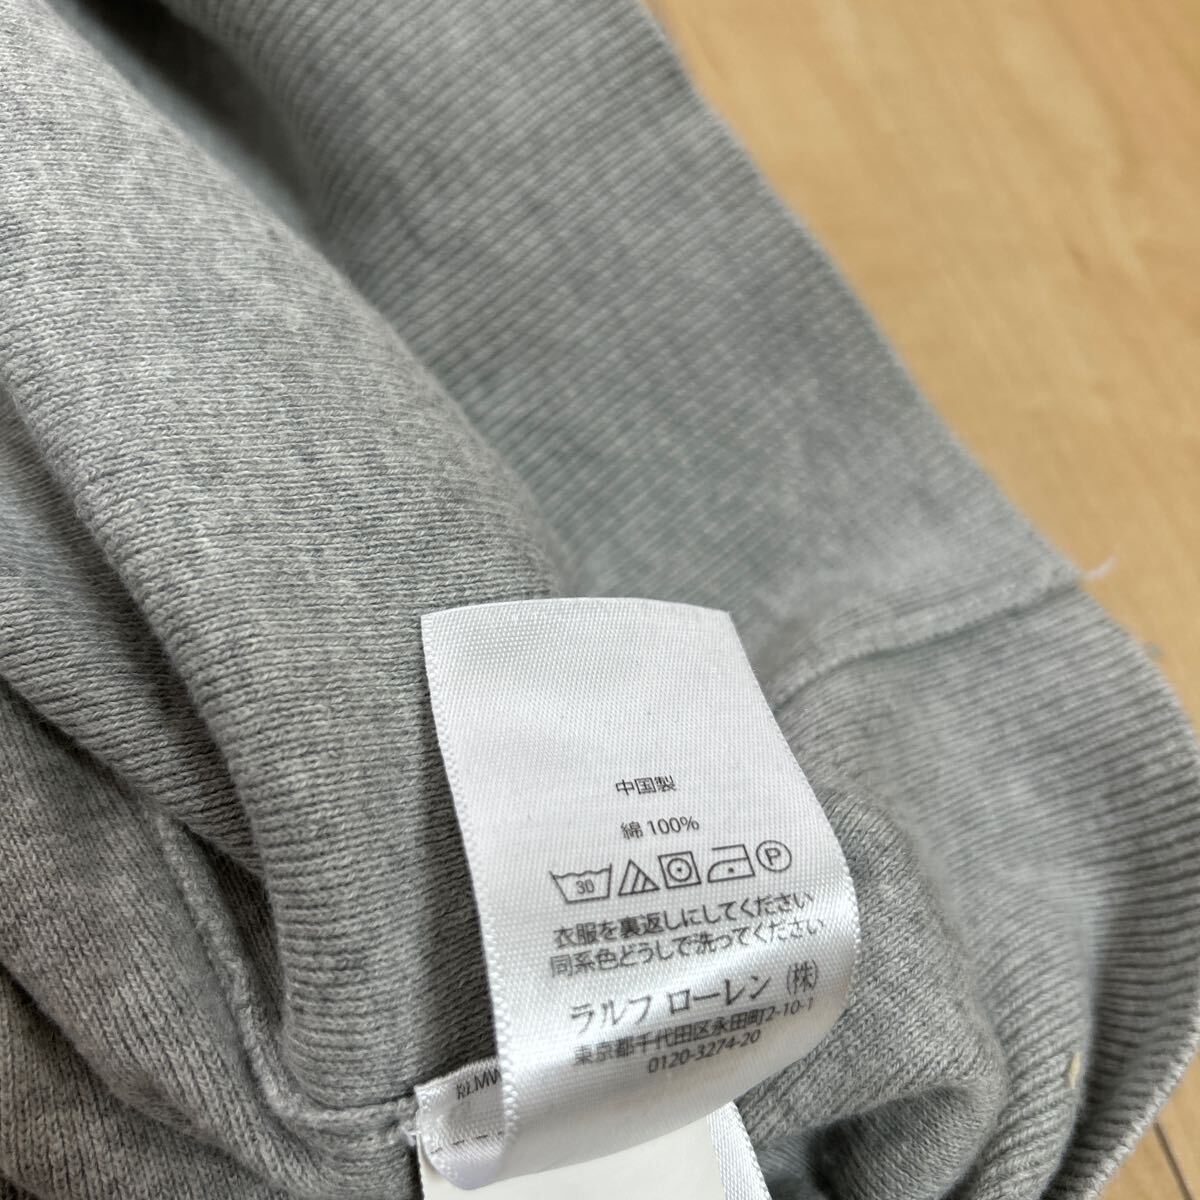 中国製
綿 100%
30 P
衣服を裏返しにしてください
同系色どうしで洗ってください
ラルフ ローレン (株)
東京都千代田区永田町2-10-1
0120-3274-20